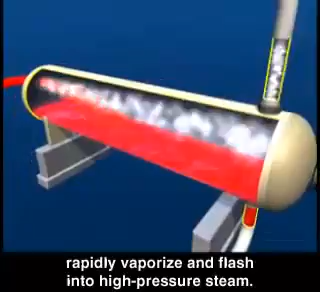 rapidly vaporize and flash
into high-pressure steam.